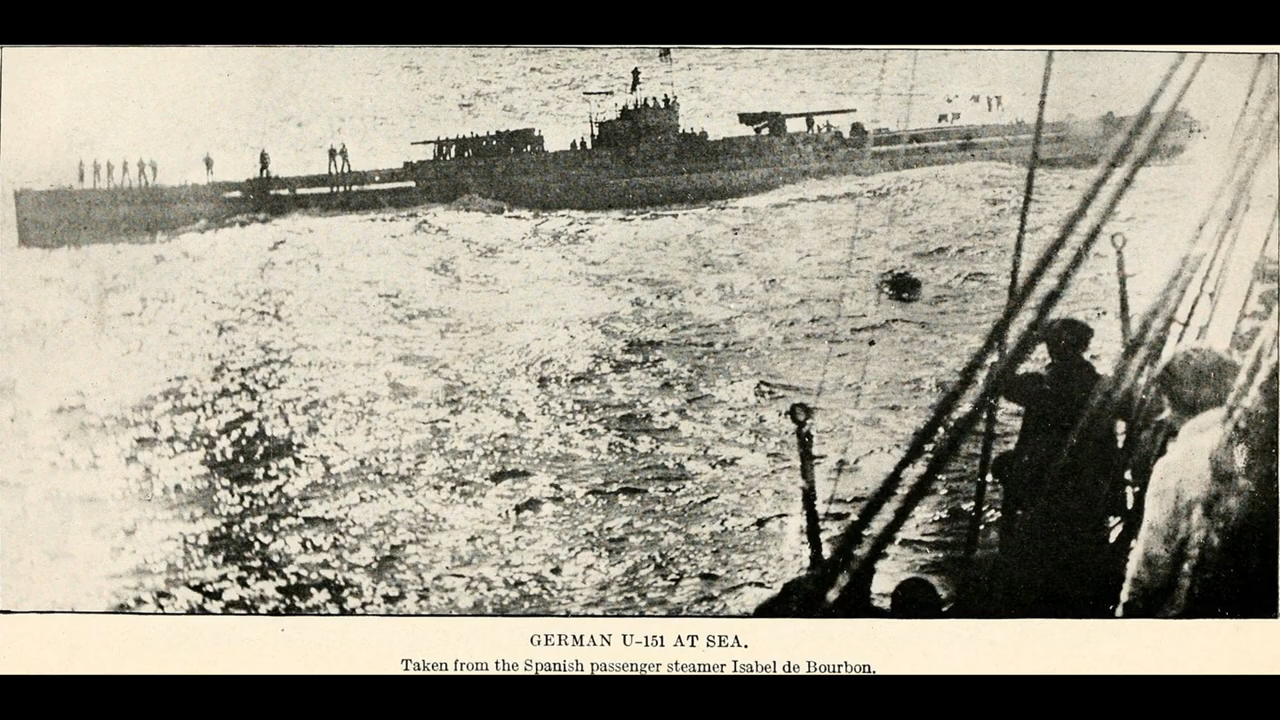 GERMAN U-151 AT SEA.
Taken from the Spanish passenger steamer Isabel de Bourbon.